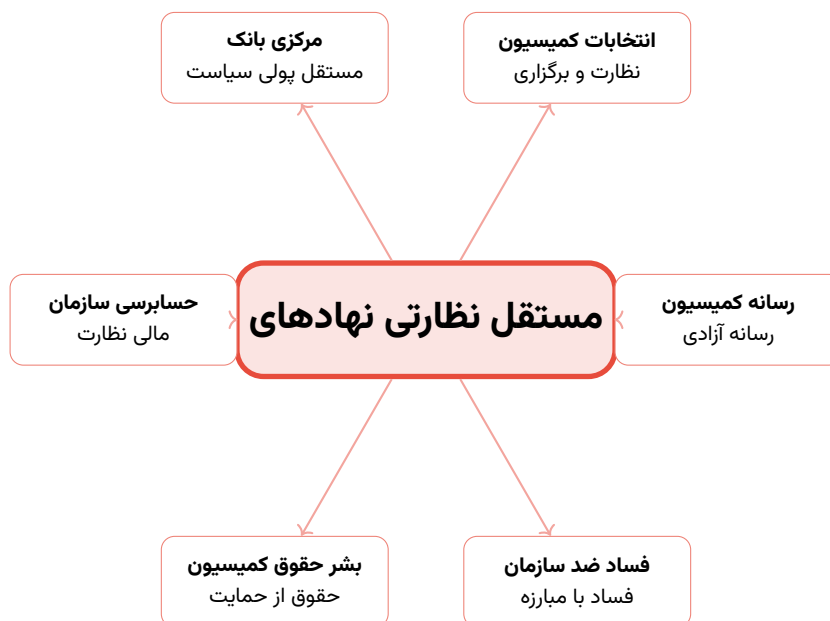 انتخابات کمیسیون
نظارت و برگزاری
مرکزی بانک
مستقل پولی سیاست
رسانه کمیسیون
رسانه آزادی
مستقل نظارتی نهادهای
حسابرسی سازمان
مالی نظارت
فساد ضد سازمان
فساد با مبارزه
بشر حقوق کمیسیون
حقوق از حمایت